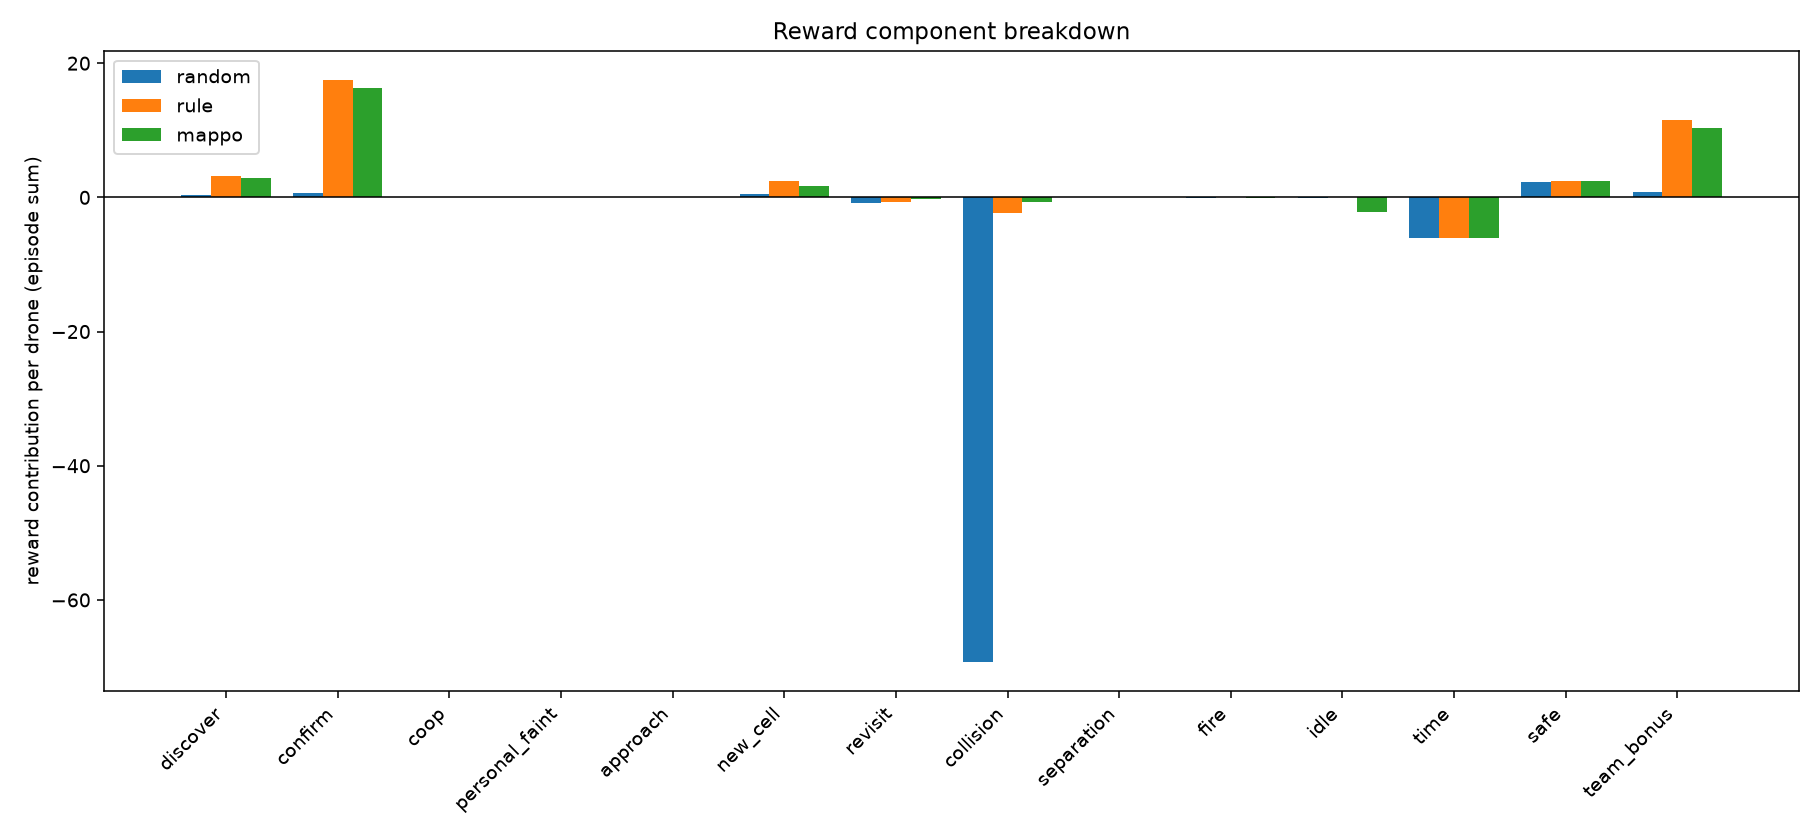 Reward component breakdown
random
rule
mappo
reward contribution per drone (episode sum)
20
0
−20
−40
−60
discover
confirm
coop
personal_faint
approach
new_cell
revisit
collision
separation
fire
idle
time
safe
team_bonus